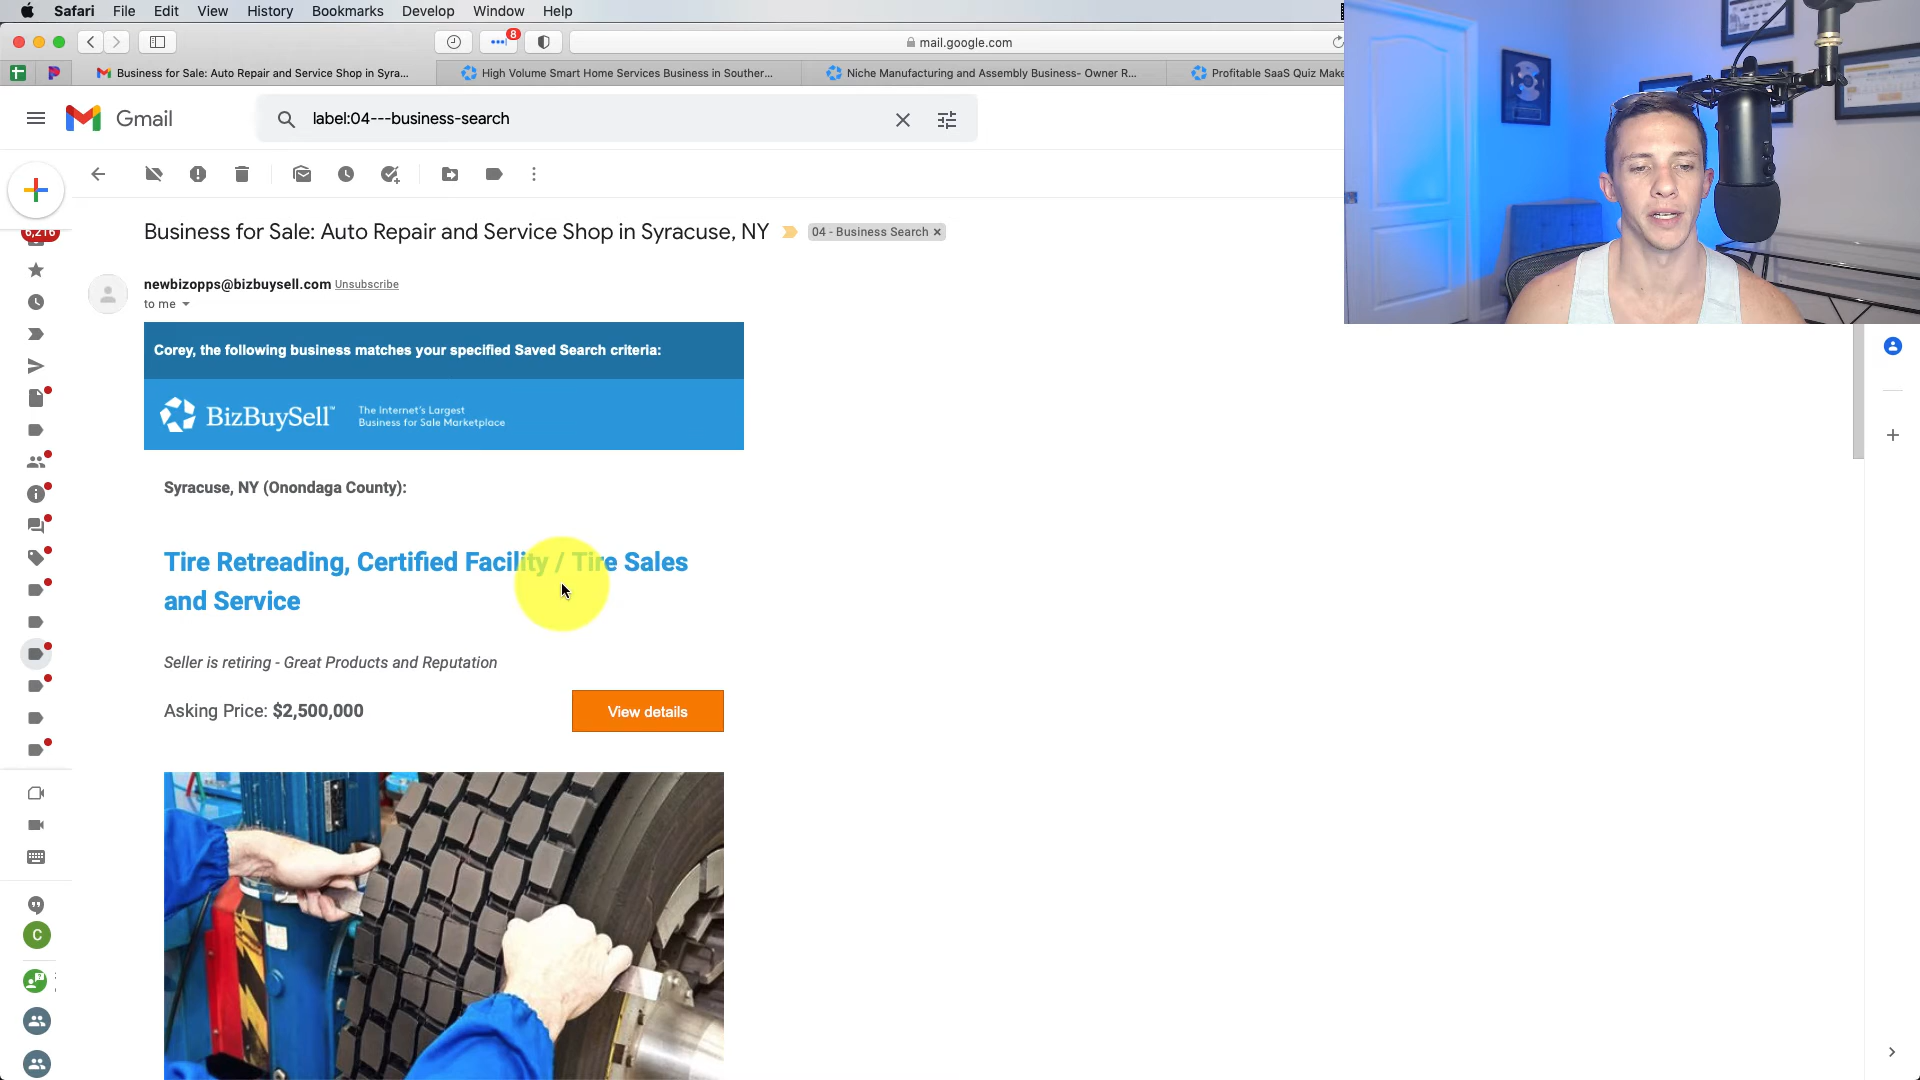 Safari File Edit View History Bookmarks Develop Window Help
8
mail.google.com
Business for Sale: Auto Repair and Service Shop in Syra...
High Volume Smart Home Services Business in Souther...
Niche Manufacturing and Assembly Business- Owner R...
Profitable SaaS Quiz Make
Gmail
label:04---business-search
6,216
Business for Sale: Auto Repair and Service Shop in Syracuse, NY
04 - Business Search ×
newbizopps@bizbuysell.com Unsubscribe
to me
Corey, the following business matches your specified Saved Search criteria:
BizBuySell™
The Internet's Largest
Business for Sale Marketplace
Syracuse, NY (Onondaga County):
Tire Retreading, Certified Facility / Tire Sales
and Service
Seller is retiring - Great Products and Reputation
Asking Price: $2,500,000
View details
C